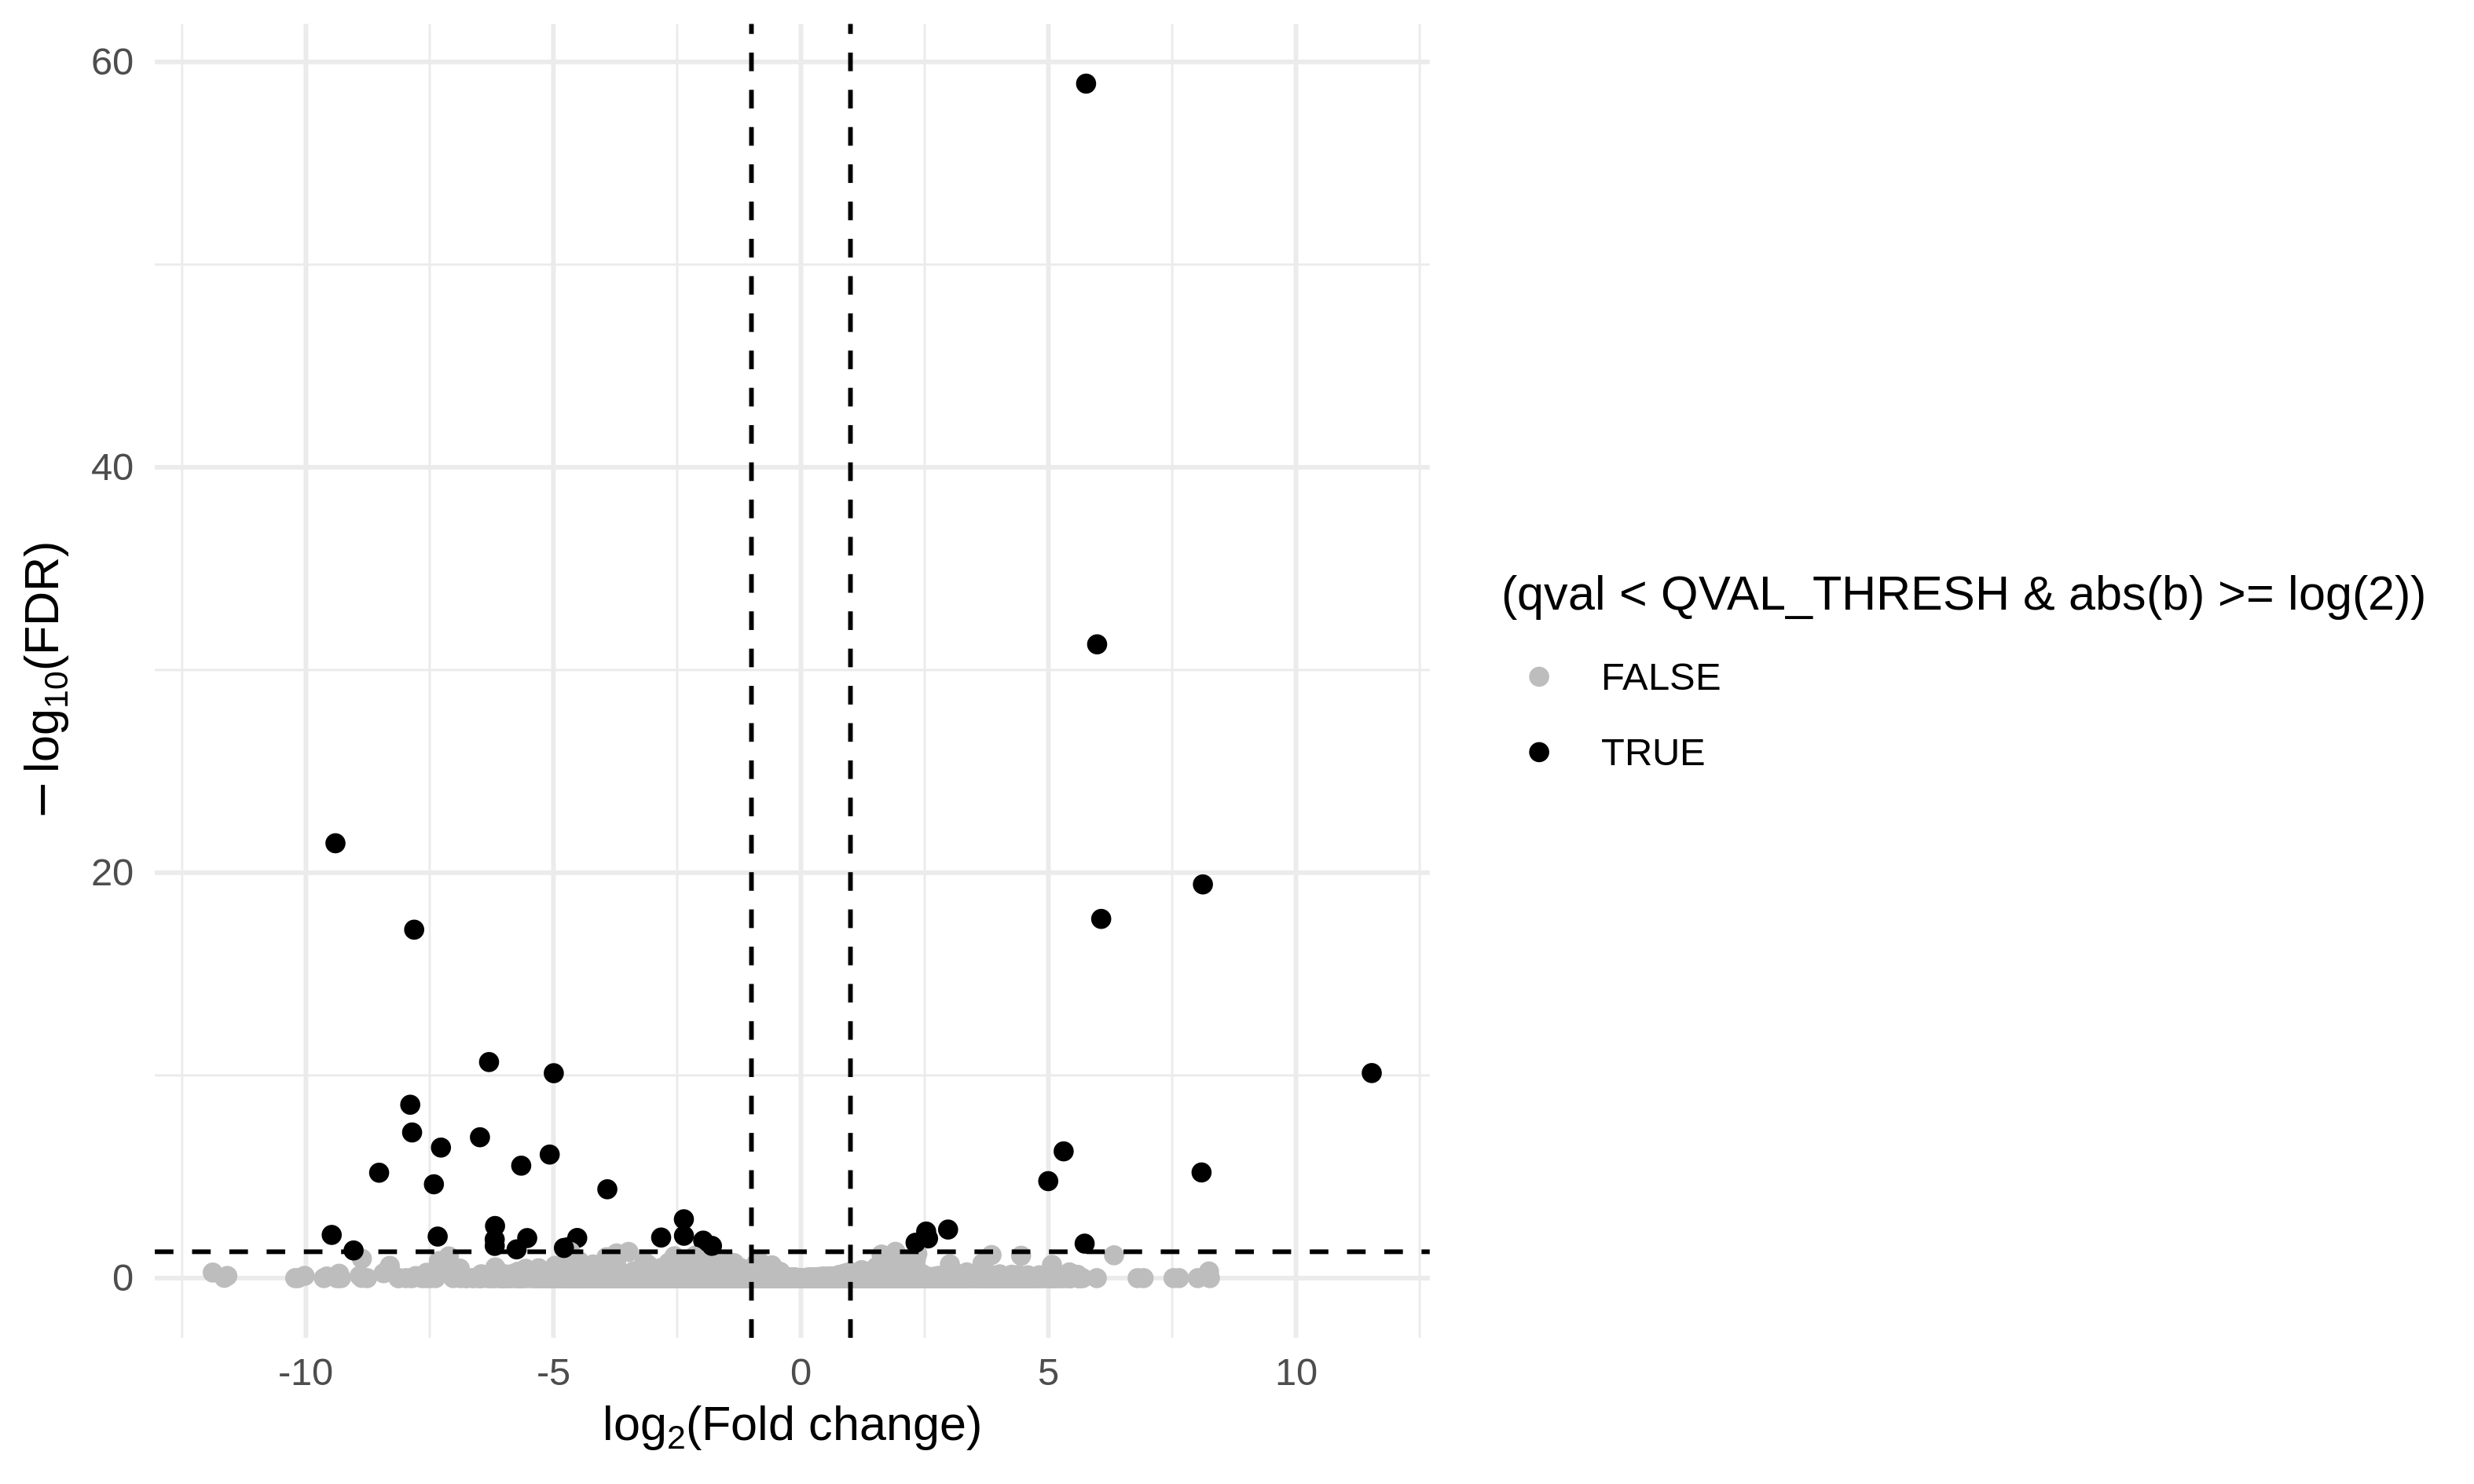 60
40
20
0
− log10(FDR)
-10
-5
0
5
10
log2(Fold change)
(qval < QVAL_THRESH & abs(b) >= log(2))
FALSE
TRUE